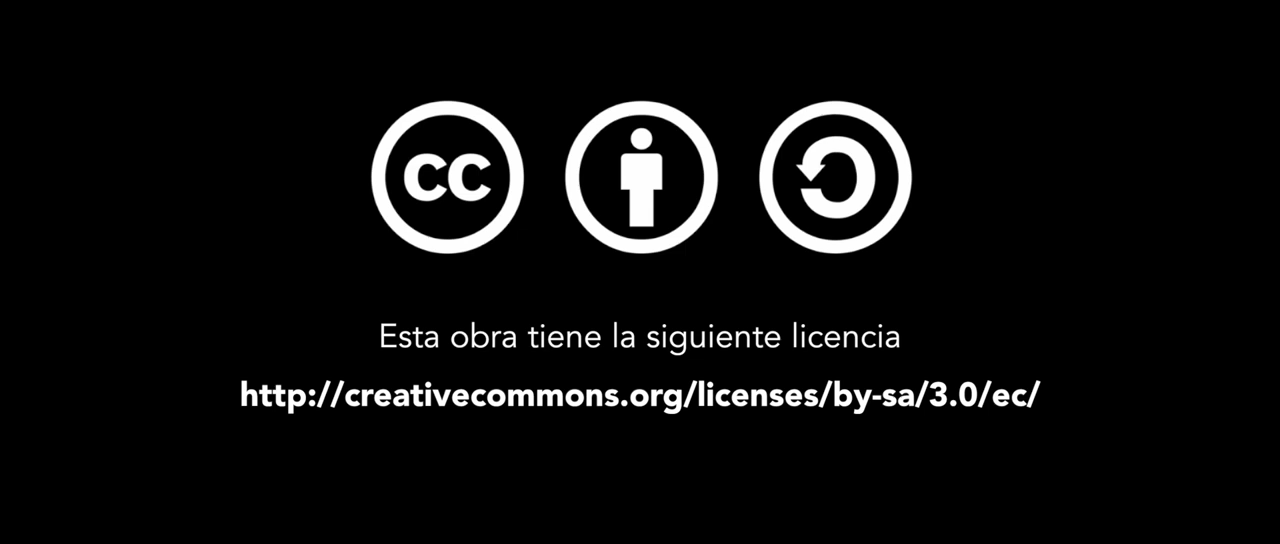 cc
Esta obra tiene la siguiente licencia
http://creativecommons.org/licenses/by-sa/3.0/ec/